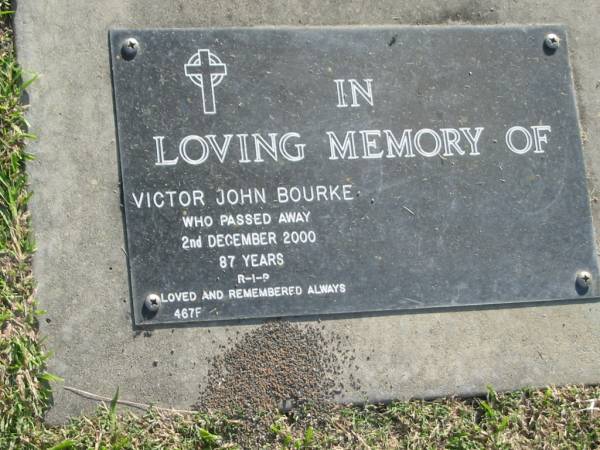 IN
LOVING MEMORY OF
VICTOR JOHN BOURKE
WHO PASSED AWAY
2nd DECEMBER 2000
87 YEARS
R-I-P
LOVED AND REMEMBERED ALWAYS
467F